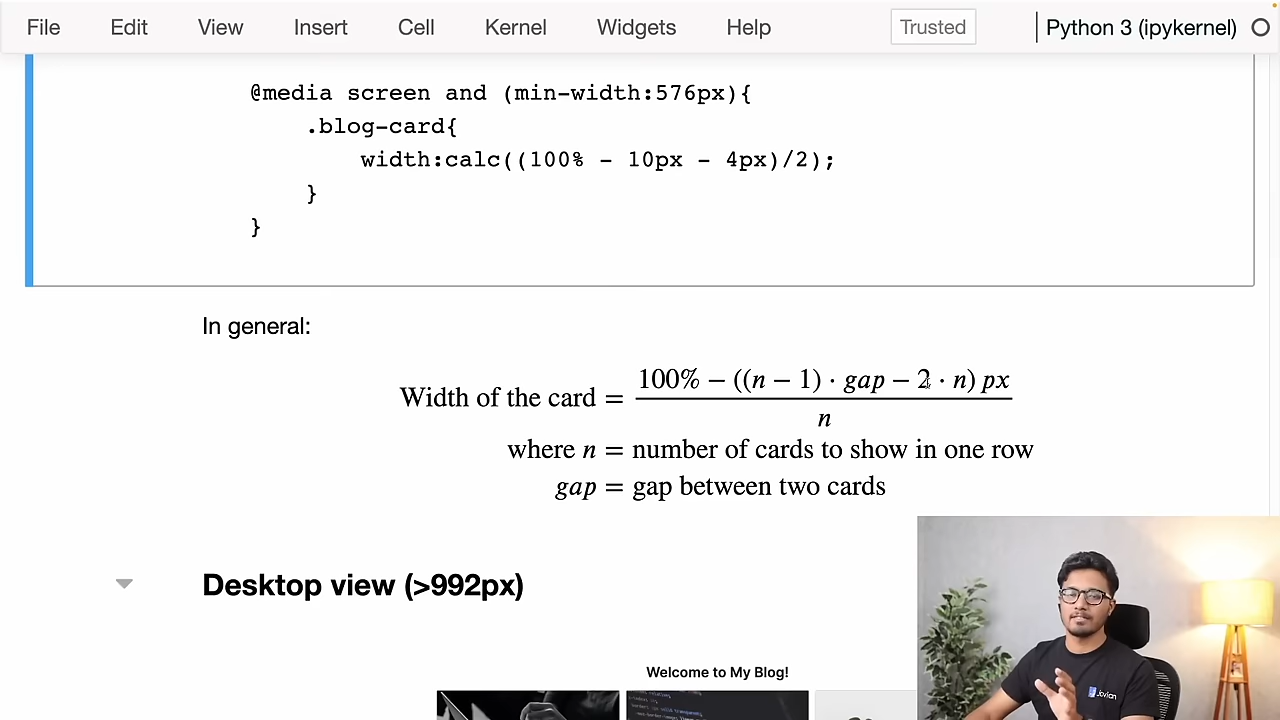 File Edit View Insert Cell Kernel Widgets Help Trusted Python 3 (ipykernel)
@media screen and (min-width:576px){
.blog-card{
width:calc((100% - 10px - 4px)/2);
}
}
In general:
Width of the card = \frac{100% − ((n − 1) · gap − 2 · n) px}{n}
where n = number of cards to show in one row
gap = gap between two cards
Desktop view (>992px)
Welcome to My Blog!
Jovian